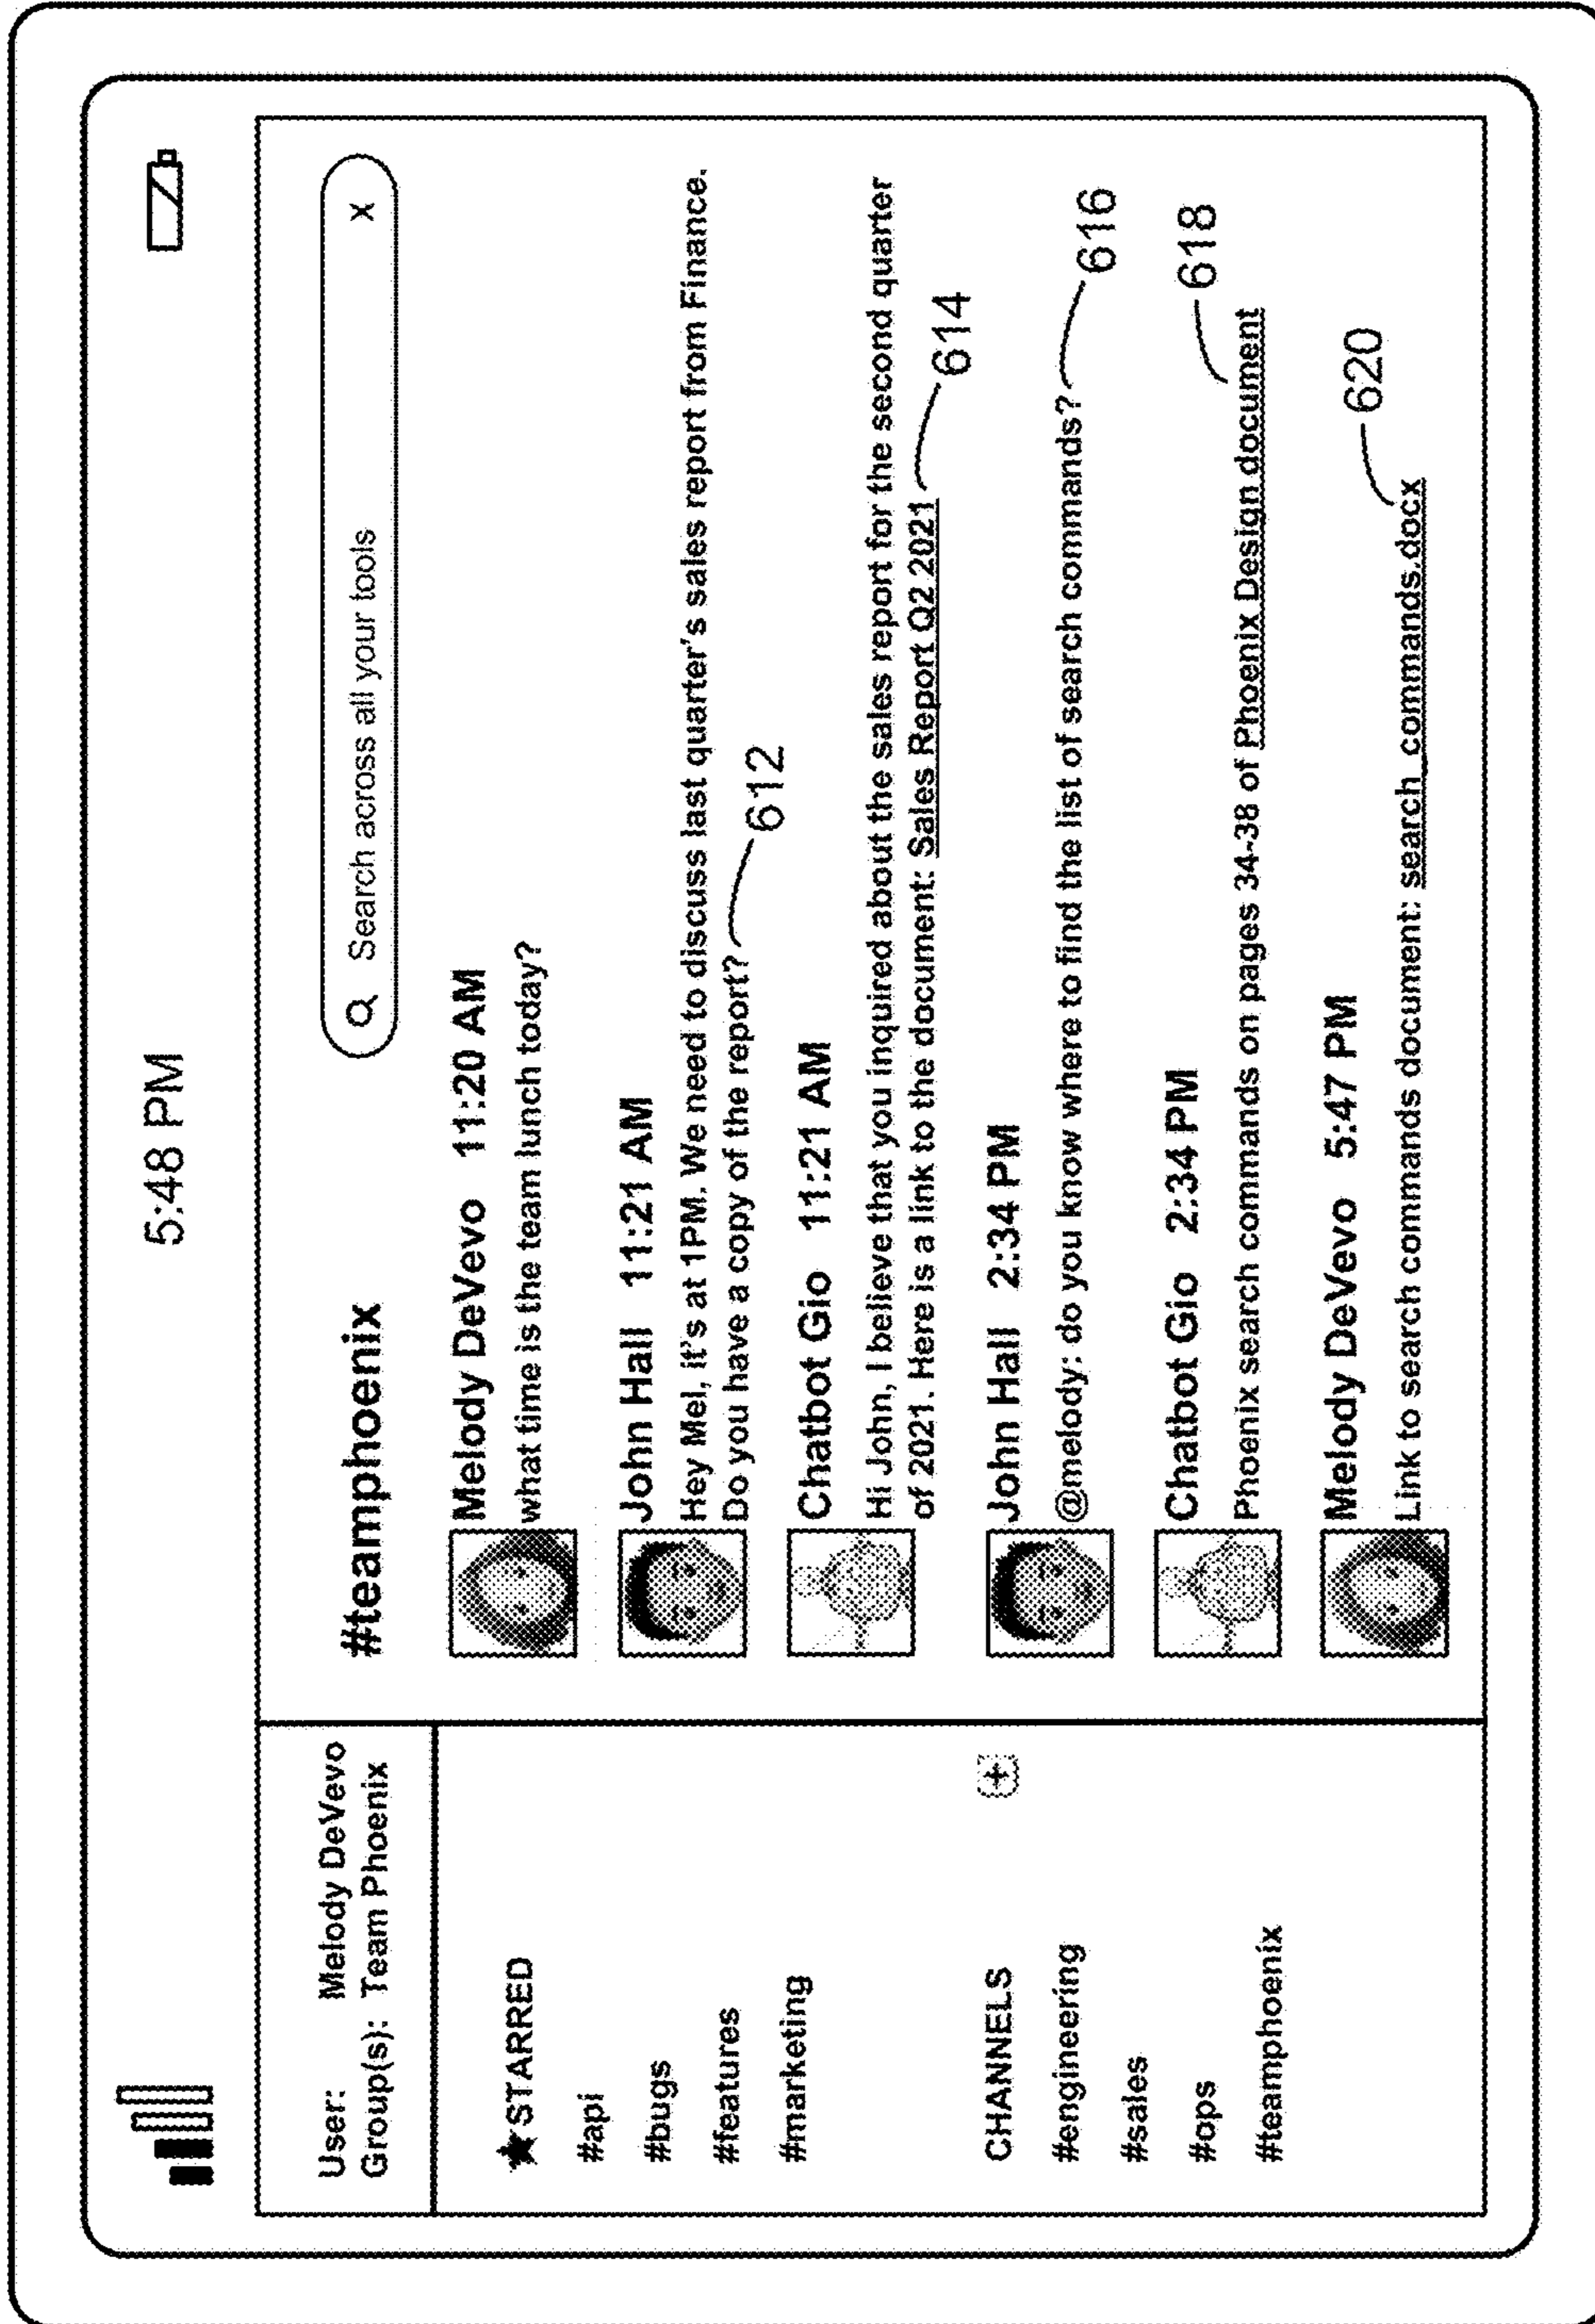 5:48 PM
User: Melody DeVevo
Group(s): Team Phoenix
★STARRED
#api
#bugs
#features
#marketing
CHANNELS +
#engineering
#sales
#ops
#teamphoenix
#teamphoenix
Search across all your tools X
Melody DeVevo 11:20 AM
what time is the team lunch today?
John Hall 11:21 AM
Hey Mel, it's at 1PM. We need to discuss last quarter's sales report from Finance.
Do you have a copy of the report?
612
Chatbot Gio 11:21 AM
Hi John, I believe that you inquired about the sales report for the second quarter
of 2021. Here is a link to the document: Sales Report Q2 2021
614
John Hall 2:34 PM
@melody: do you know where to find the list of search commands?
616
Chatbot Gio 2:34 PM
618
Phoenix search commands on pages 34-38 of Phoenix Design document
Melody DeVevo 5:47 PM
620
Link to search commands document: search_commands.docx